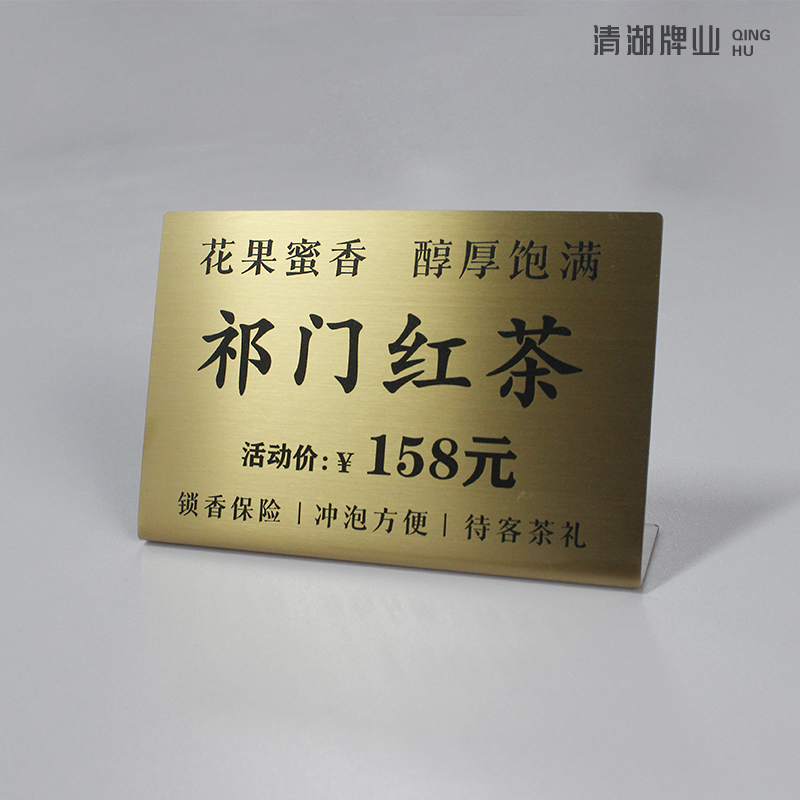 清湖牌业 QING HU
花果蜜香 醇厚饱满
祁门红茶
活动价:¥ 158元
锁香保险 | 冲泡方便 | 待客茶礼